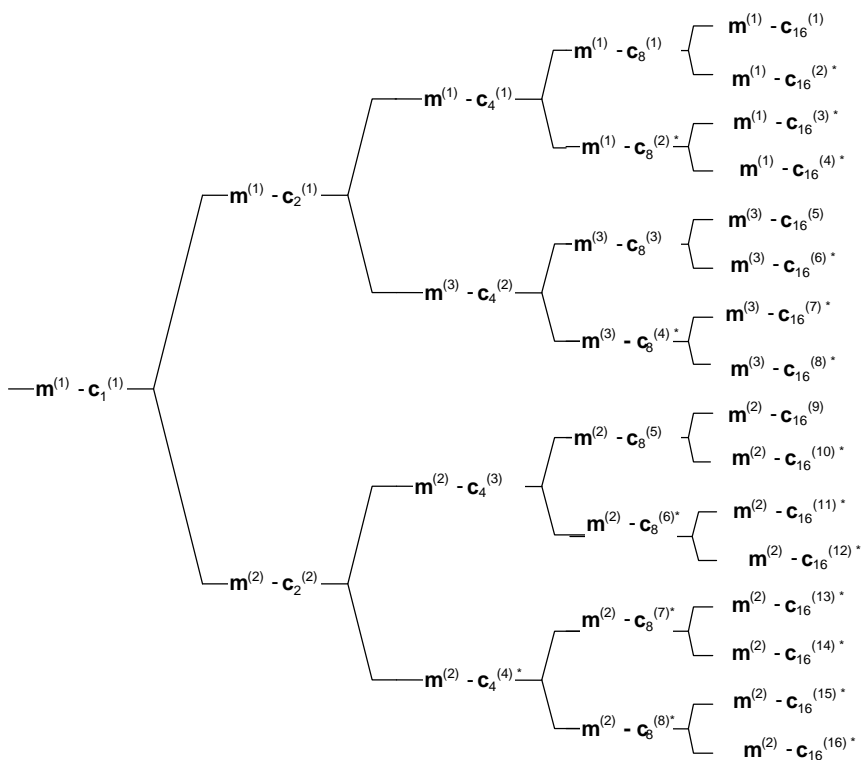 m(1) - c1(1)
m(1) - c2(1)
m(2) - c2(2)
m(1) - c4(1)
m(3) - c4(2)
m(2) - c4(3)
m(2) - c4(4) *
m(1) - c8(1)
m(1) - c8(2) *
m(3) - c8(3)
m(3) - c8(4) *
m(2) - c8(5)
m(2) - c8(6)*
m(2) - c8(7)*
m(2) - c8(8)*
m(1) - c16(1)
m(1) - c16(2) *
m(1) - c16(3) *
m(1) - c16(4) *
m(3) - c16(5)
m(3) - c16(6) *
m(3) - c16(7) *
m(3) - c16(8) *
m(2) - c16(9)
m(2) - c16(10) *
m(2) - c16(11) *
m(2) - c16(12) *
m(2) - c16(13) *
m(2) - c16(14) *
m(2) - c16(15) *
m(2) - c16(16) *